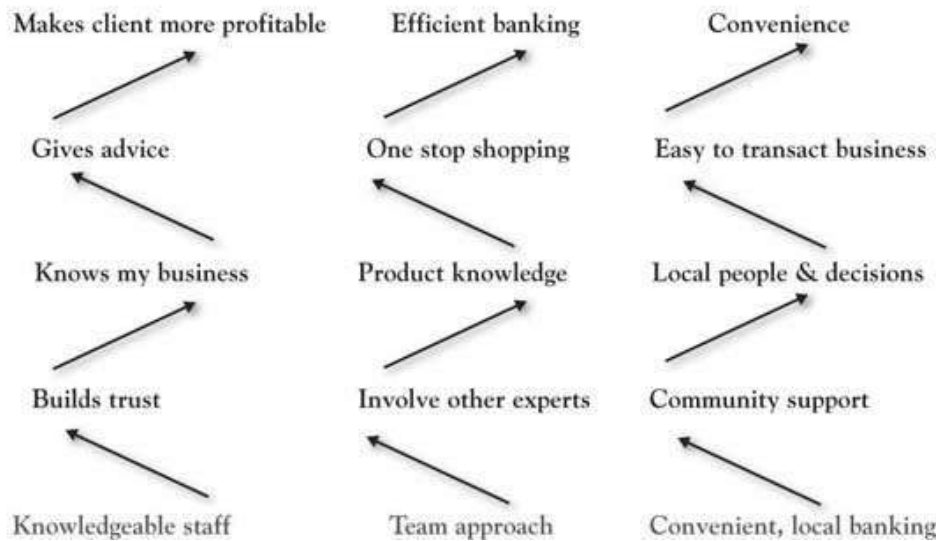 Makes client more profitable
Efficient banking
Convenience
Gives advice
One stop shopping
Easy to transact business
Knows my business
Product knowledge
Local people & decisions
Builds trust
Involve other experts
Community support
Knowledgeable staff
Team approach
Convenient, local banking